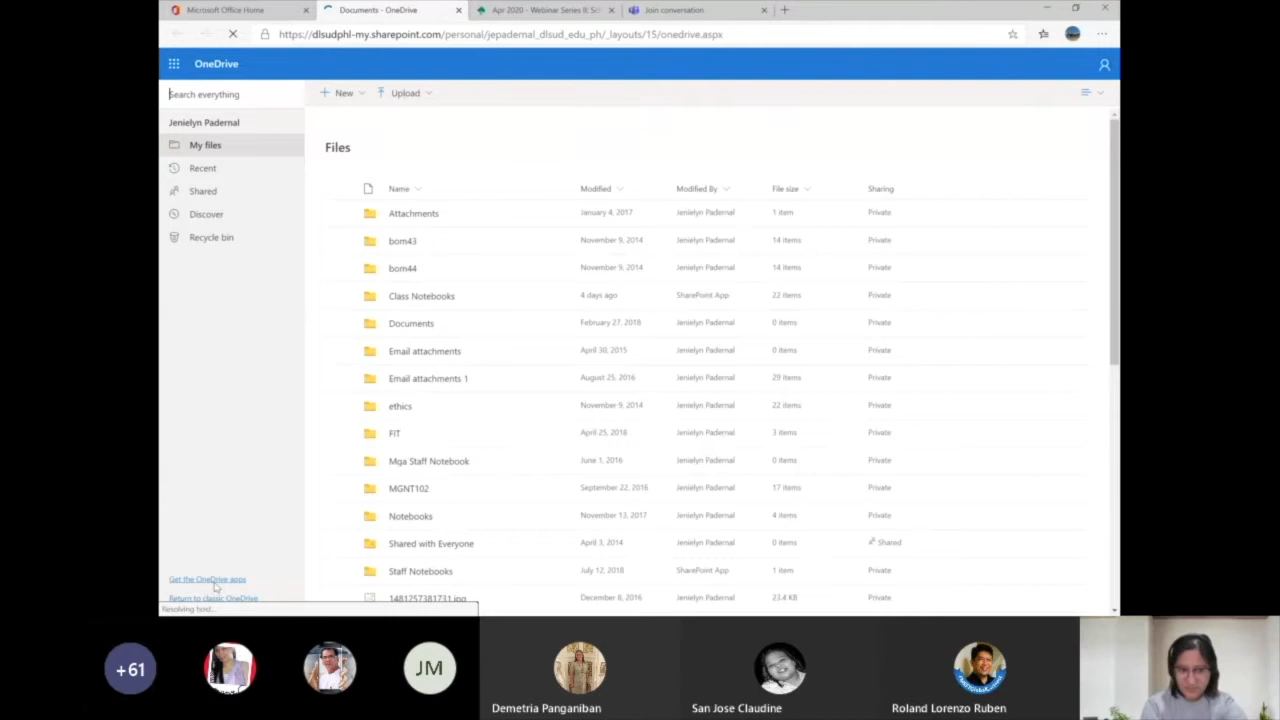 Microsoft Office Home
Documents - OneDrive
Apr 2020 - Webinar Series II: Sch
Join conversation
https://dlsudphl-my.sharepoint.com/personal/jepadernal_dlsud_edu_ph/_layouts/15/onedrive.aspx
OneDrive
Search everything
New
Upload
Jenielyn Padernal
My files
Recent
Shared
Discover
Recycle bin
Files
Name Modified Modified By File size Sharing
Attachments January 4, 2017 Jenielyn Padernal 1 item Private
bom43 November 9, 2014 Jenielyn Padernal 14 items Private
bom44 November 9, 2014 Jenielyn Padernal 14 items Private
Class Notebooks 4 days ago SharePoint App 22 items Private
Documents February 27, 2018 Jenielyn Padernal 0 items Private
Email attachments April 30, 2015 Jenielyn Padernal 0 items Private
Email attachments 1 August 25, 2016 Jenielyn Padernal 29 items Private
ethics November 9, 2014 Jenielyn Padernal 22 items Private
FIT April 25, 2018 Jenielyn Padernal 3 items Private
Mga Staff Notebook June 1, 2016 Jenielyn Padernal 0 items Private
MGNT102 September 22, 2016 Jenielyn Padernal 17 items Private
Notebooks November 13, 2017 Jenielyn Padernal 4 items Private
Shared with Everyone April 3, 2014 Jenielyn Padernal 0 items Shared
Staff Notebooks July 12, 2018 SharePoint App 1 item Private
1481257381731.jpg December 8, 2016 Jenielyn Padernal 23.4 KB Private
Get the OneDrive apps
Return to classic OneDrive
Resolving host...
+61
JM
Demetria Panganiban
San Jose Claudine
Roland Lorenzo Ruben